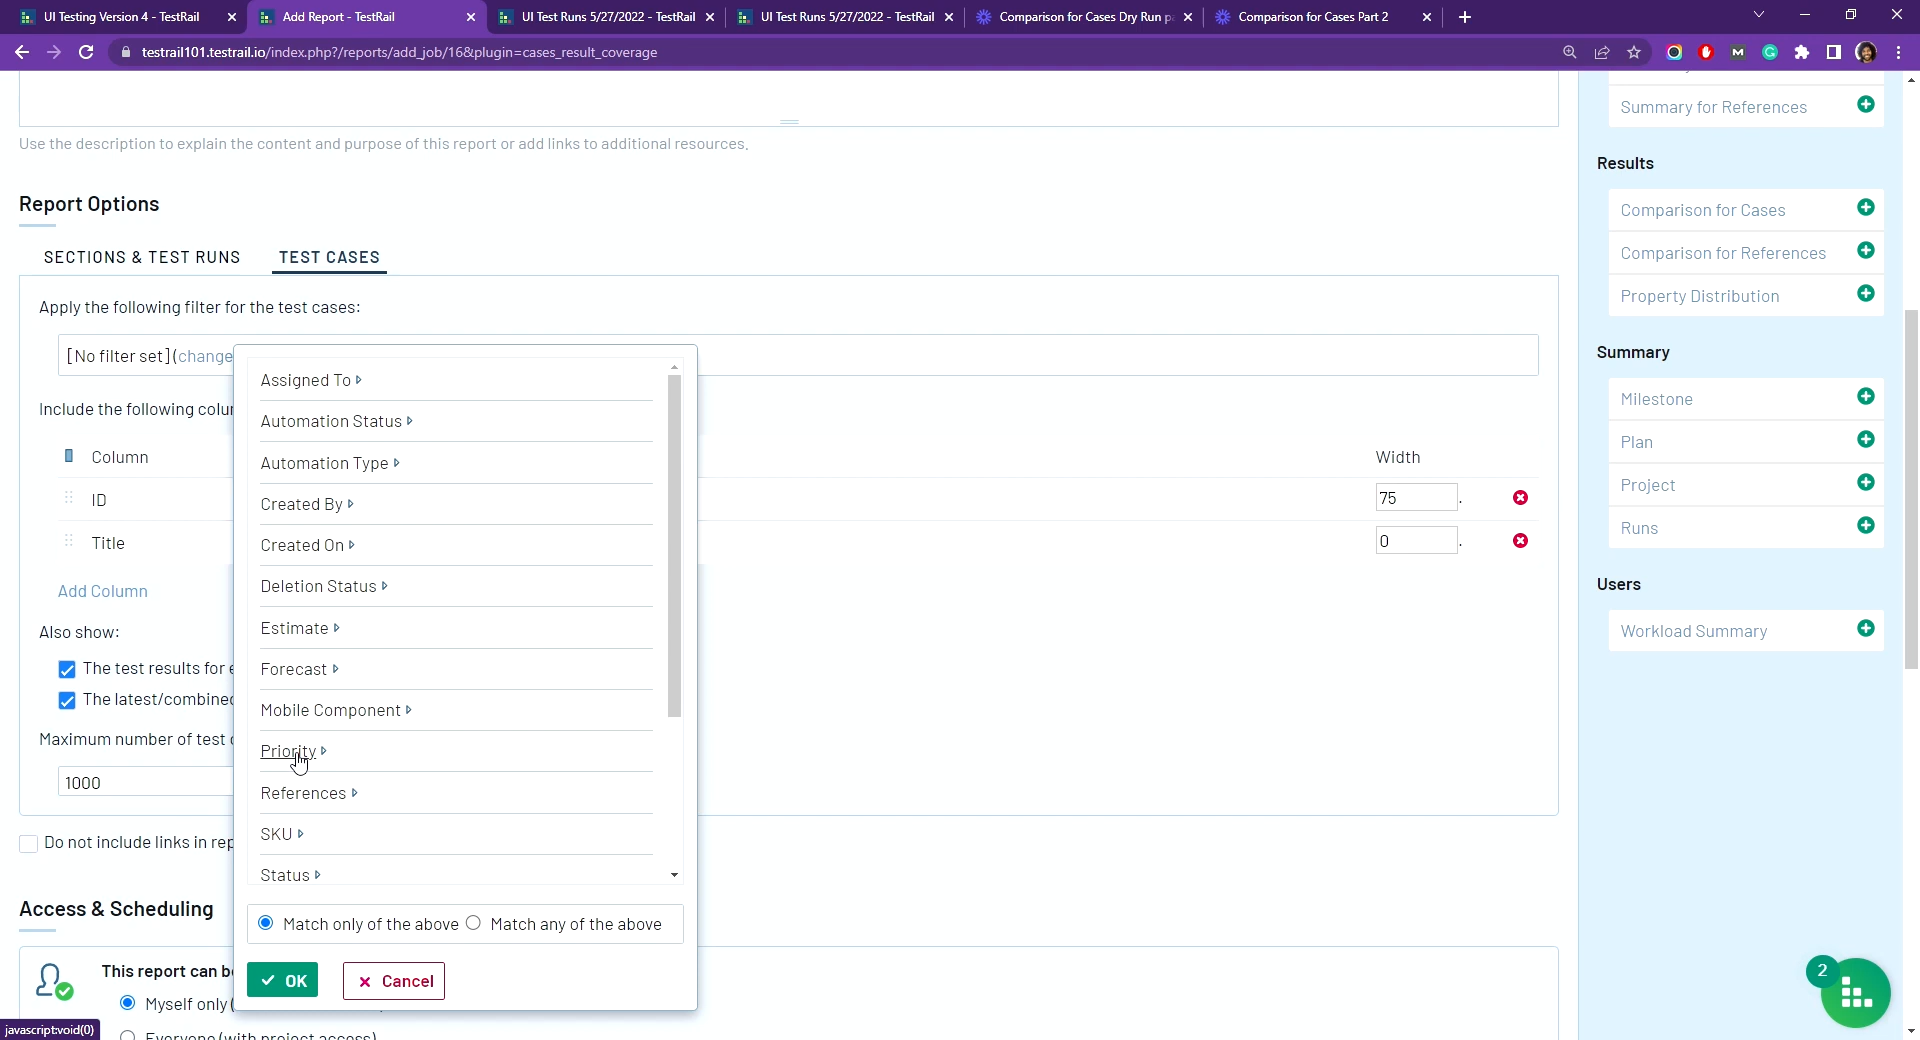 UI Testing Version 4 - TestRail
Add Report - TestRail
UI Test Runs 5/27/2022 - TestRail
UI Test Runs 5/27/2022 - TestRail
Comparison for Cases Dry Run p
Comparison for Cases Part 2
testrail101.testrail.io/index.php?/reports/add_job/16&plugin=cases_result_coverage
Use the description to explain the content and purpose of this report or add links to additional resources.
Report Options
SECTIONS & TEST RUNS
TEST CASES
Apply the following filter for the test cases:
[No filter set] (change
Include the following colu
Column
Width
ID
75
.
Title
0
.
Add Column
Also show:
The test results for e
The latest/combined
Maximum number of test c
1000
Do not include links in rep
Access & Scheduling
This report can be
Myself only (
Everyone (with project access)
Assigned To
Automation Status
Automation Type
Created By
Created On
Deletion Status
Estimate
Forecast
Mobile Component
Priority
References
SKU
Status
Match only of the above
Match any of the above
OK
Cancel
Summary for References
Results
Comparison for Cases
Comparison for References
Property Distribution
Summary
Milestone
Plan
Project
Runs
Users
Workload Summary
2
javascript:void(0)